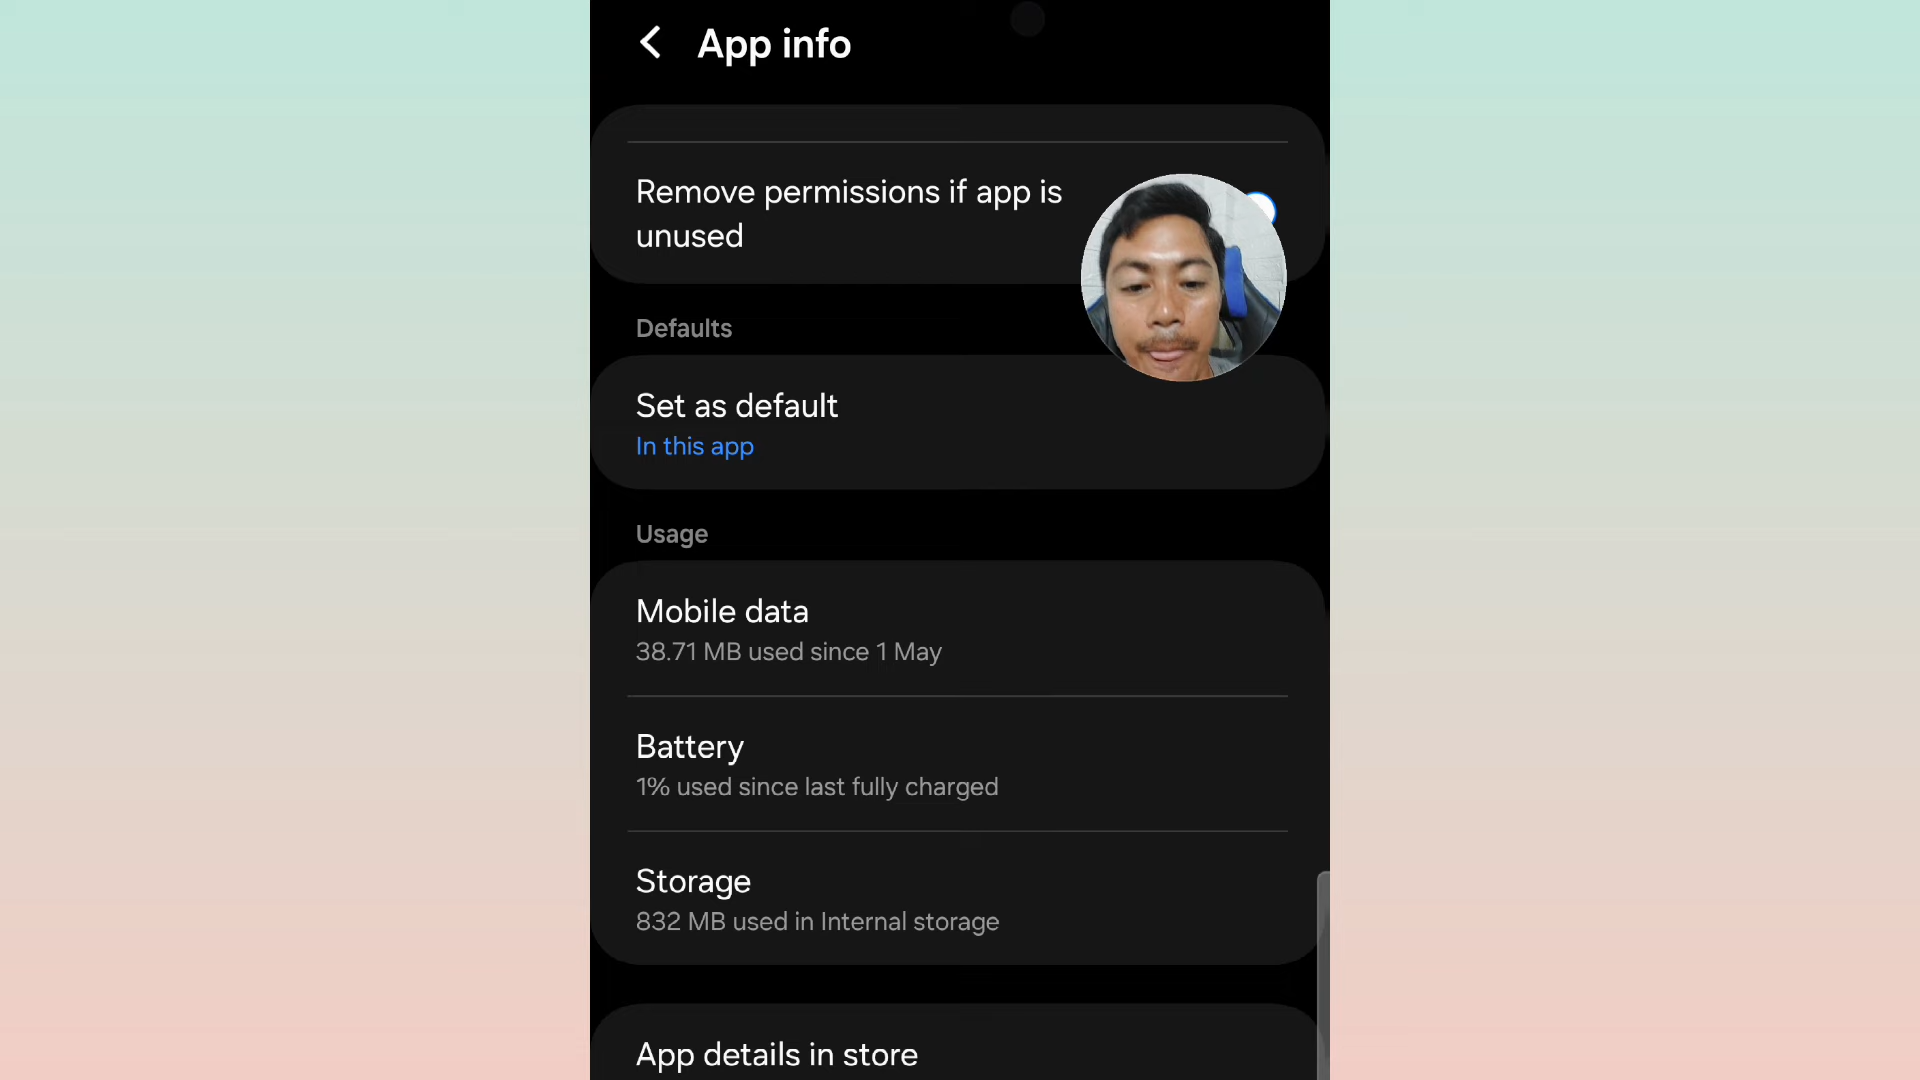 App info
Remove permissions if app is
unused
Defaults
Set as default
In this app
Usage
Mobile data
38.71 MB used since 1 May
Battery
1% used since last fully charged
Storage
832 MB used in Internal storage
App details in store